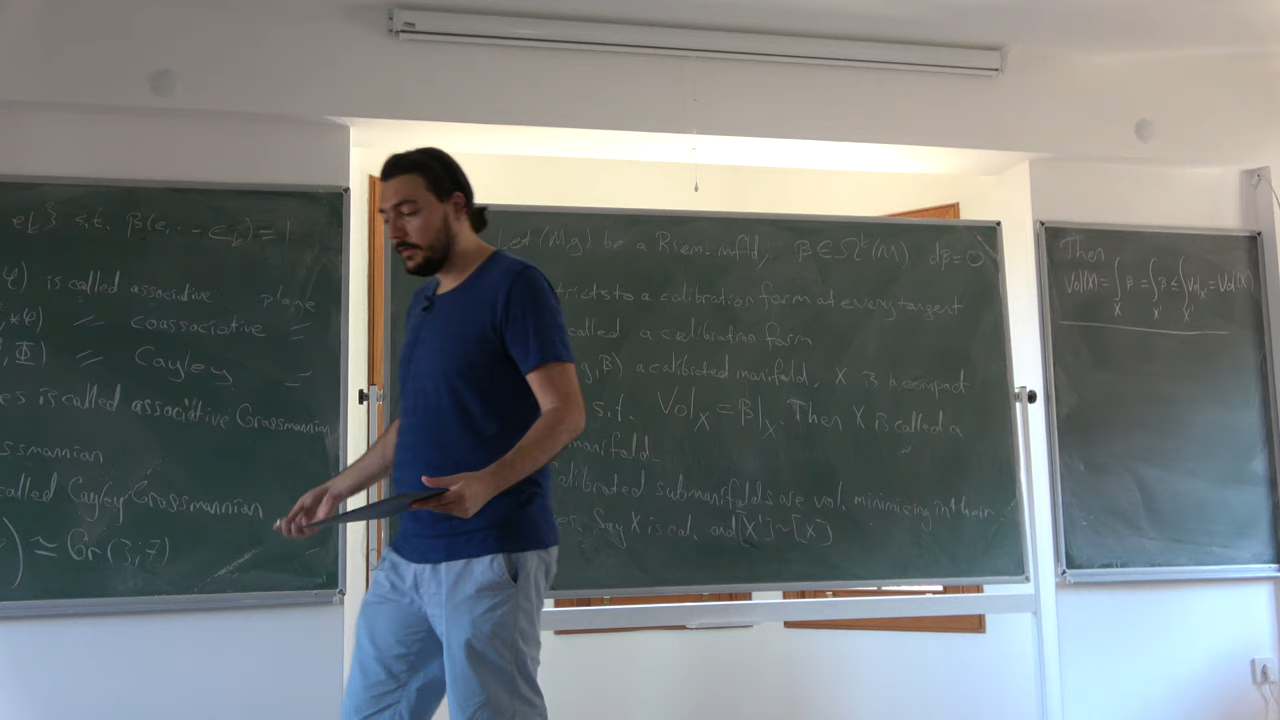 e_k} s.t. β(e_1 ... e_k) = 1
φ) is called associative plane
*φ) 〃 coassociative =
Φ) 〃 Cayley =
es is called associative Grassmannian
ssmannian
called Cayley Grassmannian
) ≃ Gr(3,7)
Let (M,g) be a Riem. mfld, β ∈ Ω^k(M) dβ=0
tricts to a calibration form at every tangent
called a calibration form
g,β) a calibrated manifold, X is a compact
s.t. Vol_X = β|_X. Then X is called a
manifold.
alibrated submanifolds are vol. minimizing in their
Say X is cal. and [X'] ~ [X]
Then
Vol(X) = ∫_X β = ∫_X' β ≤ ∫_X' Vol_X' = Vol(X')